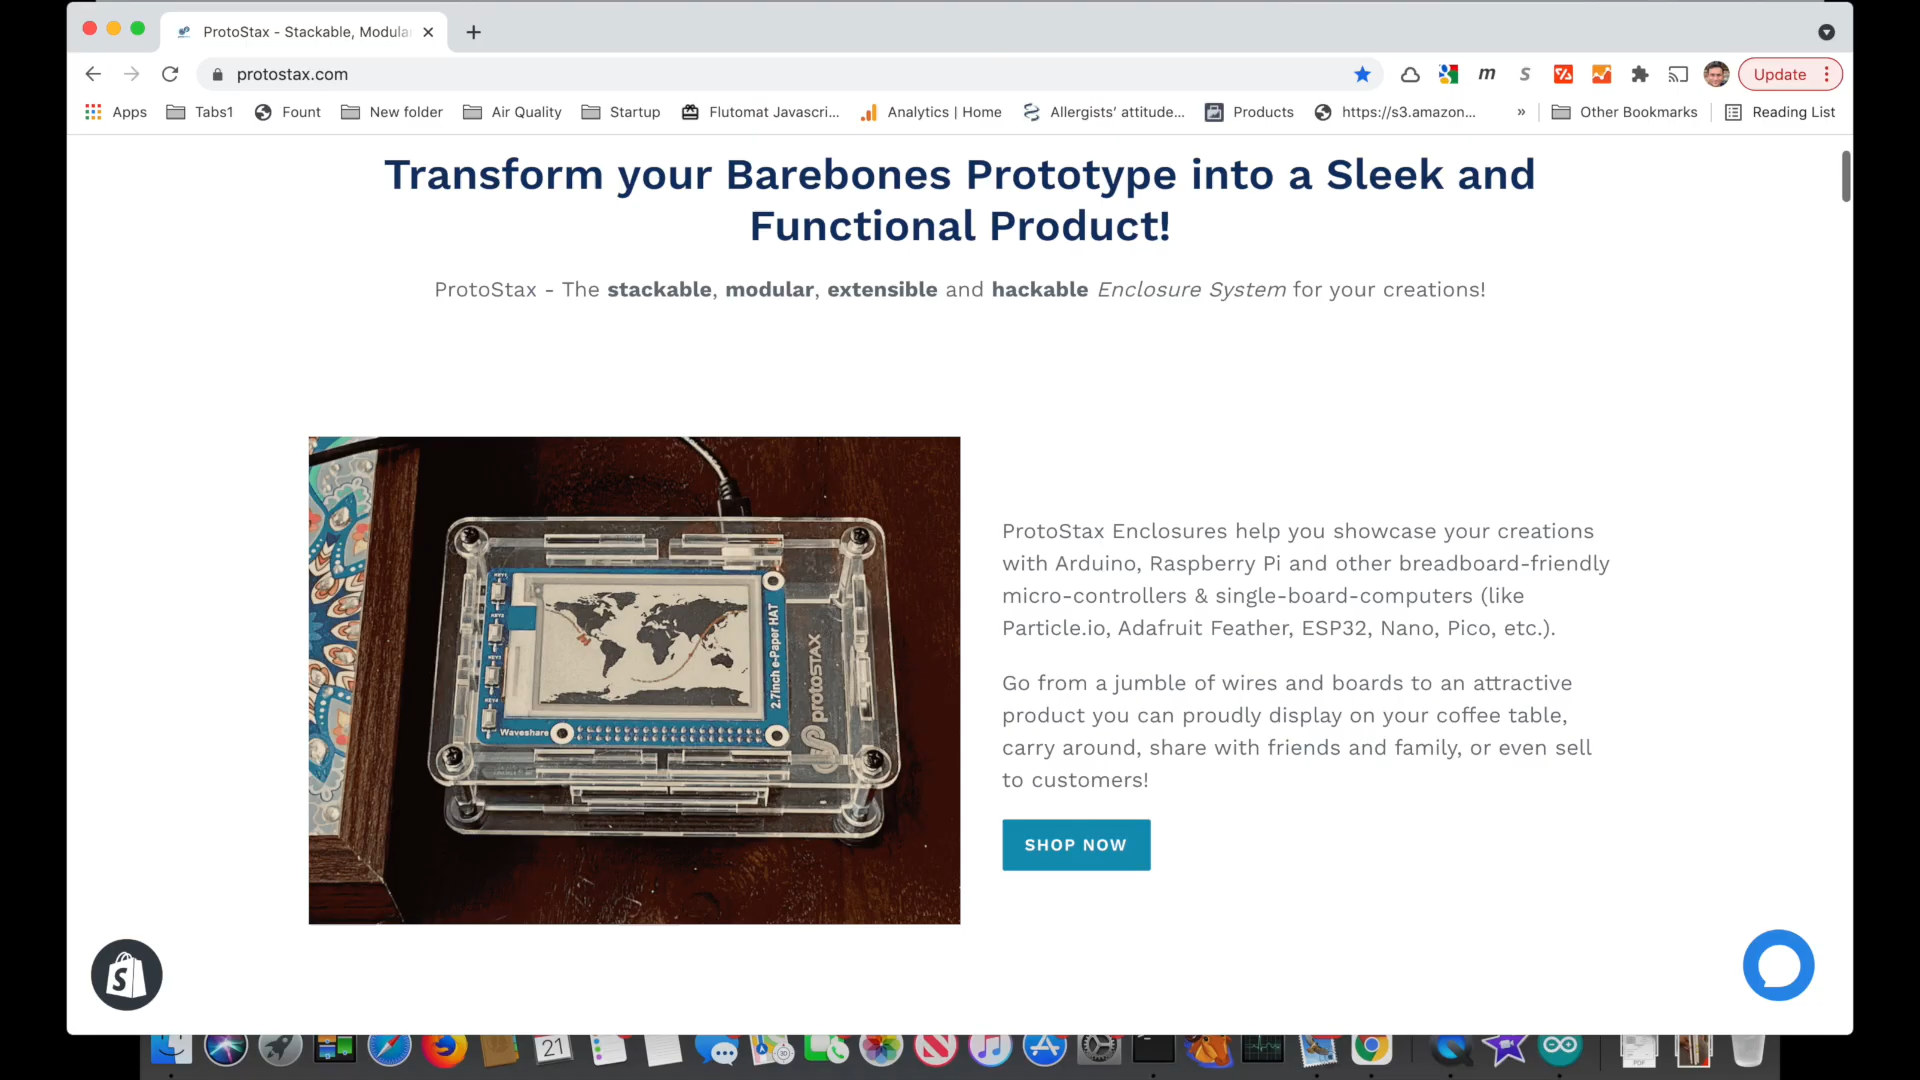 ProtoStax - Stackable, Modula
protostax.com
Update
Apps
Tabs1
Fount
New folder
Air Quality
Startup
Flutomat Javascri...
Analytics | Home
Allergists’ attitude...
Products
https://s3.amazon...
»
Other Bookmarks
Reading List
Transform your Barebones Prototype into a Sleek and
Functional Product!
ProtoStax - The stackable, modular, extensible and hackable Enclosure System for your creations!
KEY1
KEY2
KEY3
KEY4
Waveshare
2.7inch e-Paper HAT
protostax
ProtoStax Enclosures help you showcase your creations
with Arduino, Raspberry Pi and other breadboard-friendly
micro-controllers & single-board-computers (like
Particle.io, Adafruit Feather, ESP32, Nano, Pico, etc.).
Go from a jumble of wires and boards to an attractive
product you can proudly display on your coffee table,
carry around, share with friends and family, or even sell
to customers!
SHOP NOW
21
PDF